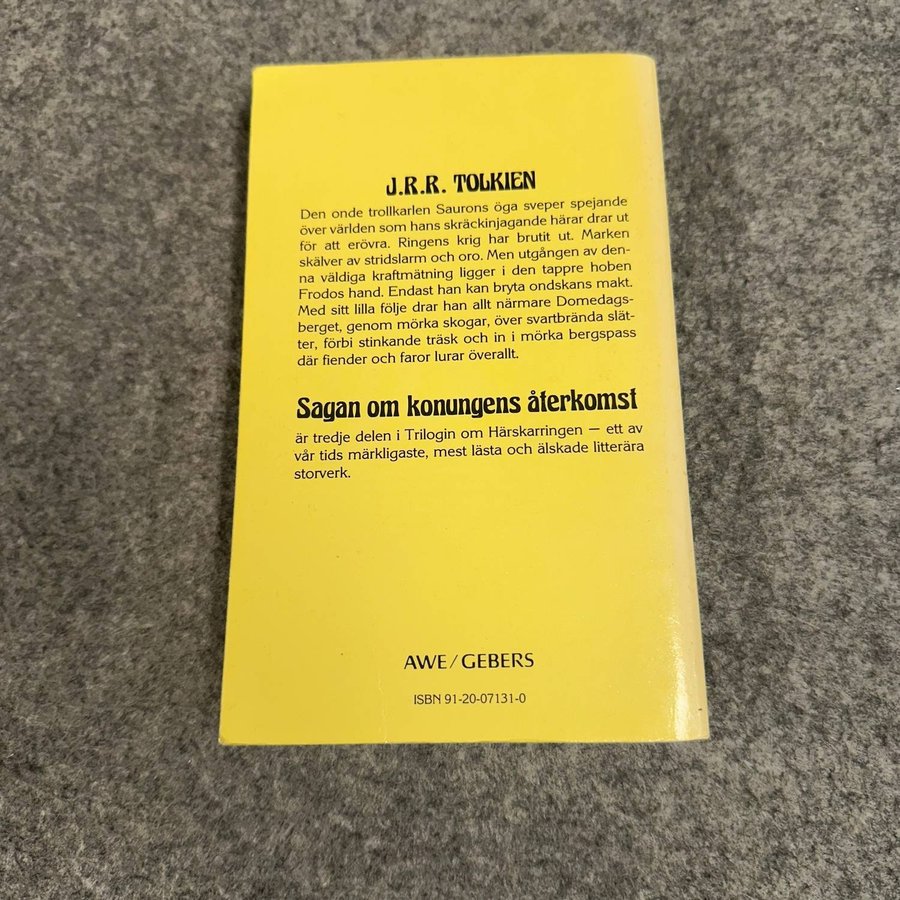 J.R.R. TOLKIEN
Den onde trollkarlen Saurons öga sveper spejande
över världen som hans skräckinjagande härar drar ut
för att erövra. Ringens krig har brutit ut. Marken
skälver av stridslarm och oro. Men utgången av den-
na väldiga kraftmätning ligger i den tappre hoben
Frodos hand. Endast han kan bryta ondskans makt.
Med sitt lilla följe drar han allt närmare Domedags-
berget, genom mörka skogar, över svartbrända slät-
ter, förbi stinkande träsk och in i mörka bergspass
där fiender och faror lurar överallt.
Sagan om konungens återkomst
är tredje delen i Trilogin om Härskarringen — ett av
vår tids märkligaste, mest lästa och älskade litterära
storverk.
AWE/GEBERS
ISBN 91-20-07131-0